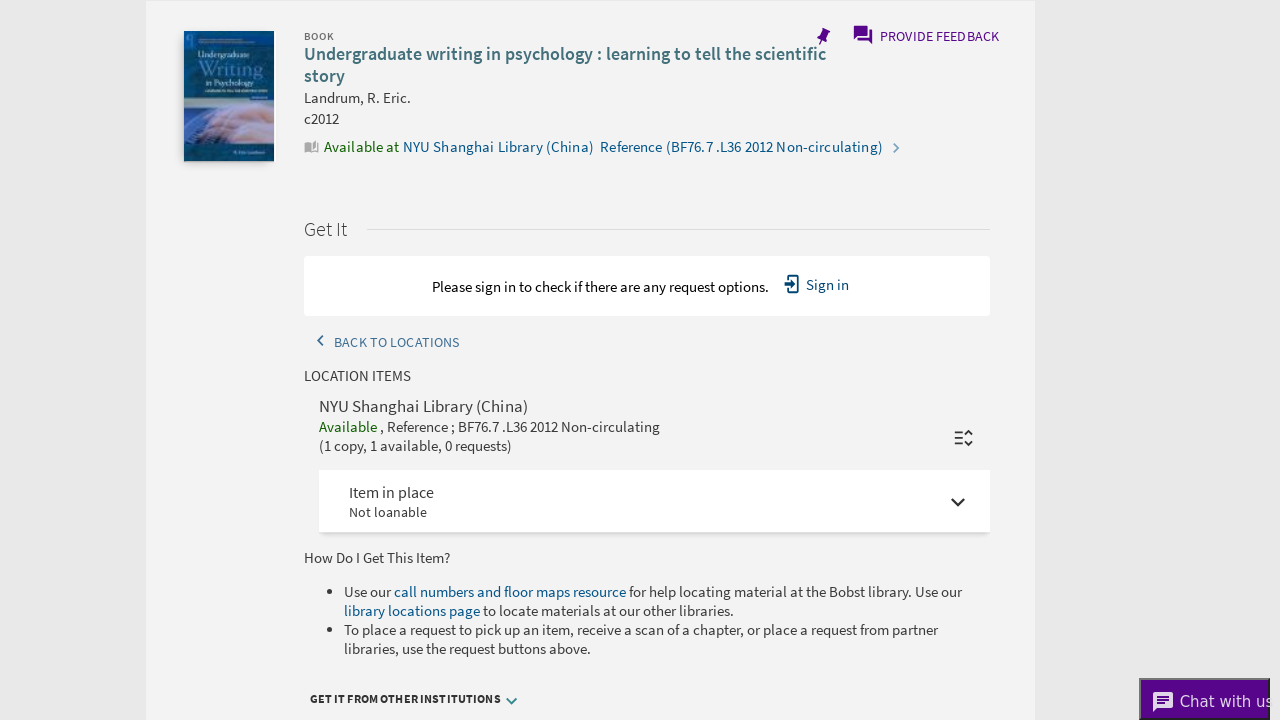 BOOK
Undergraduate writing in psychology : learning to tell the scientific
story
Landrum, R. Eric.
c2012
Available at NYU Shanghai Library (China)  Reference (BF76.7 .L36 2012 Non-circulating)
PROVIDE FEEDBACK
Undergraduate
Writing
in Psychology
Get It
Please sign in to check if there are any request options. Sign in
BACK TO LOCATIONS
LOCATION ITEMS
NYU Shanghai Library (China)
Available , Reference ; BF76.7 .L36 2012 Non-circulating
(1 copy, 1 available, 0 requests)
Item in place
Not loanable
How Do I Get This Item?
Use our call numbers and floor maps resource for help locating material at the Bobst library. Use our
library locations page to locate materials at our other libraries.
To place a request to pick up an item, receive a scan of a chapter, or place a request from partner
libraries, use the request buttons above.
GET IT FROM OTHER INSTITUTIONS
Chat with us